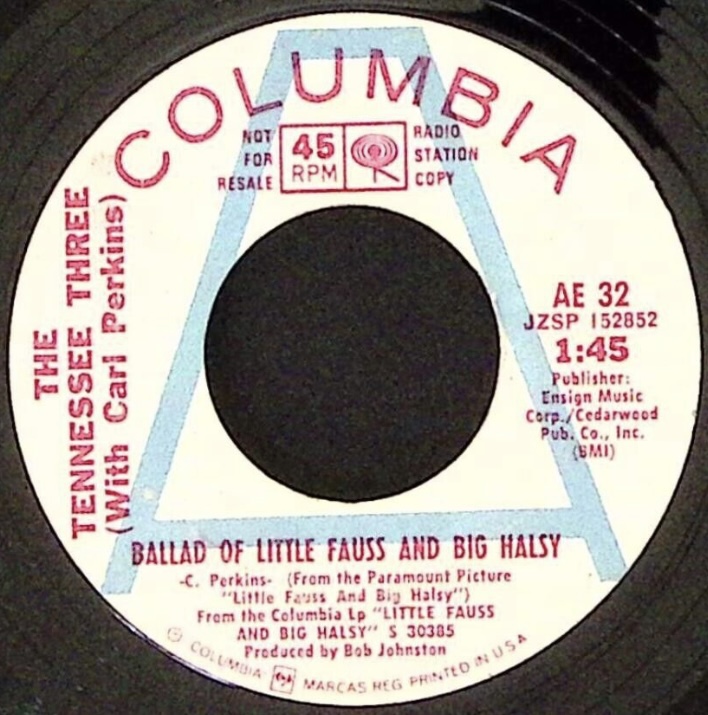 COLUMBIA
NOT
FOR
RESALE
45
RPM
RADIO
STATION
COPY
THE
TENNESSEE THREE
(With Carl Perkins)
AE 32
JZSP 152852
1:45
Publisher:
Ensign Music
Corp./Cedarwood
Pub. Co., Inc.
(BMI)
BALLAD OF LITTLE FAUSS AND BIG HALSY
-C. Perkins- (From the Paramount Picture
"Little Fauss And Big Halsy")
From the Columbia Lp "LITTLE FAUSS
AND BIG HALSY" S 30385
Produced by Bob Johnston
© COLUMBIA MARCAS REG PRINTED IN U S A